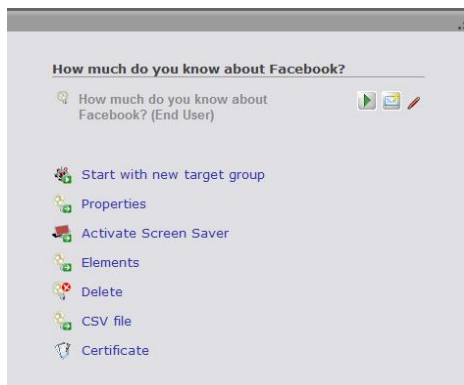 How much do you know about Facebook?
How much do you know about
Facebook? (End User)
Start with new target group
Properties
Activate Screen Saver
Elements
Delete
CSV file
Certificate